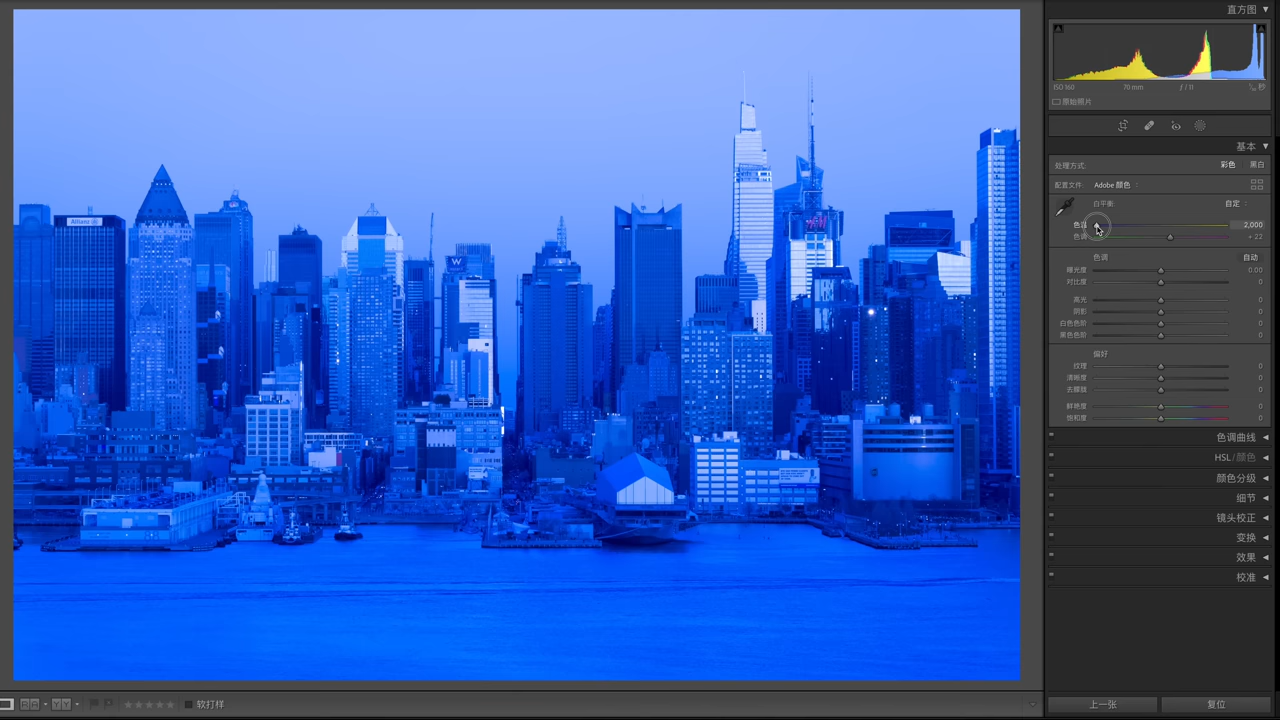 直方图
ISO 160 70 mm ƒ / 11 秒
原始照片
基本
处理方式: 彩色 黑白
配置文件: Adobe 颜色
白平衡: 自定
色温 2,000
色调 + 22
色调 自动
曝光度 0.00
对比度 0
高光 0
阴影 0
白色色阶 0
黑色色阶 0
偏好
纹理 0
清晰度 0
去朦胧 0
鲜艳度 0
饱和度 0
色调曲线
HSL / 颜色
颜色分级
细节
镜头校正
变换
效果
校准
Allianz
W
软打样
上一张 复位